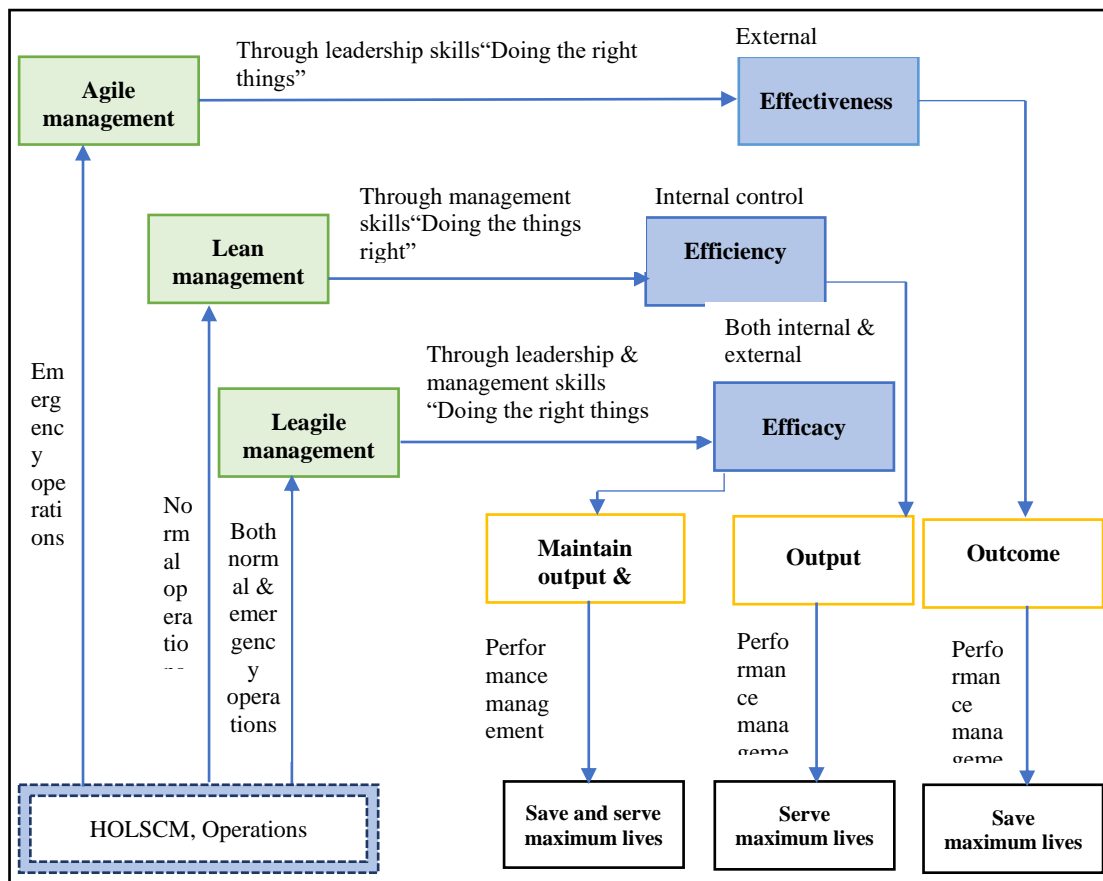 Through leadership skills“Doing the right
things”
External
Agile
management
Effectiveness
Through management
skills“Doing the things
right”
Internal control
Lean
management
Efficiency
Both internal &
external
Through leadership &
management skills
“Doing the right things
Leagile
management
Efficacy
Em
erg
enc
y
ope
rati
ons
No
rm
al
op
era
tio
Both
norm
al &
emer
genc
y
opera
tions
Maintain
output &
Output
Outcome
Perfor
mance
manag
ement
Perfo
rman
ce
mana
geme
Perfo
rman
ce
mana
geme
HOLSCM, Operations
Save and serve
maximum lives
Serve
maximum lives
Save
maximum lives